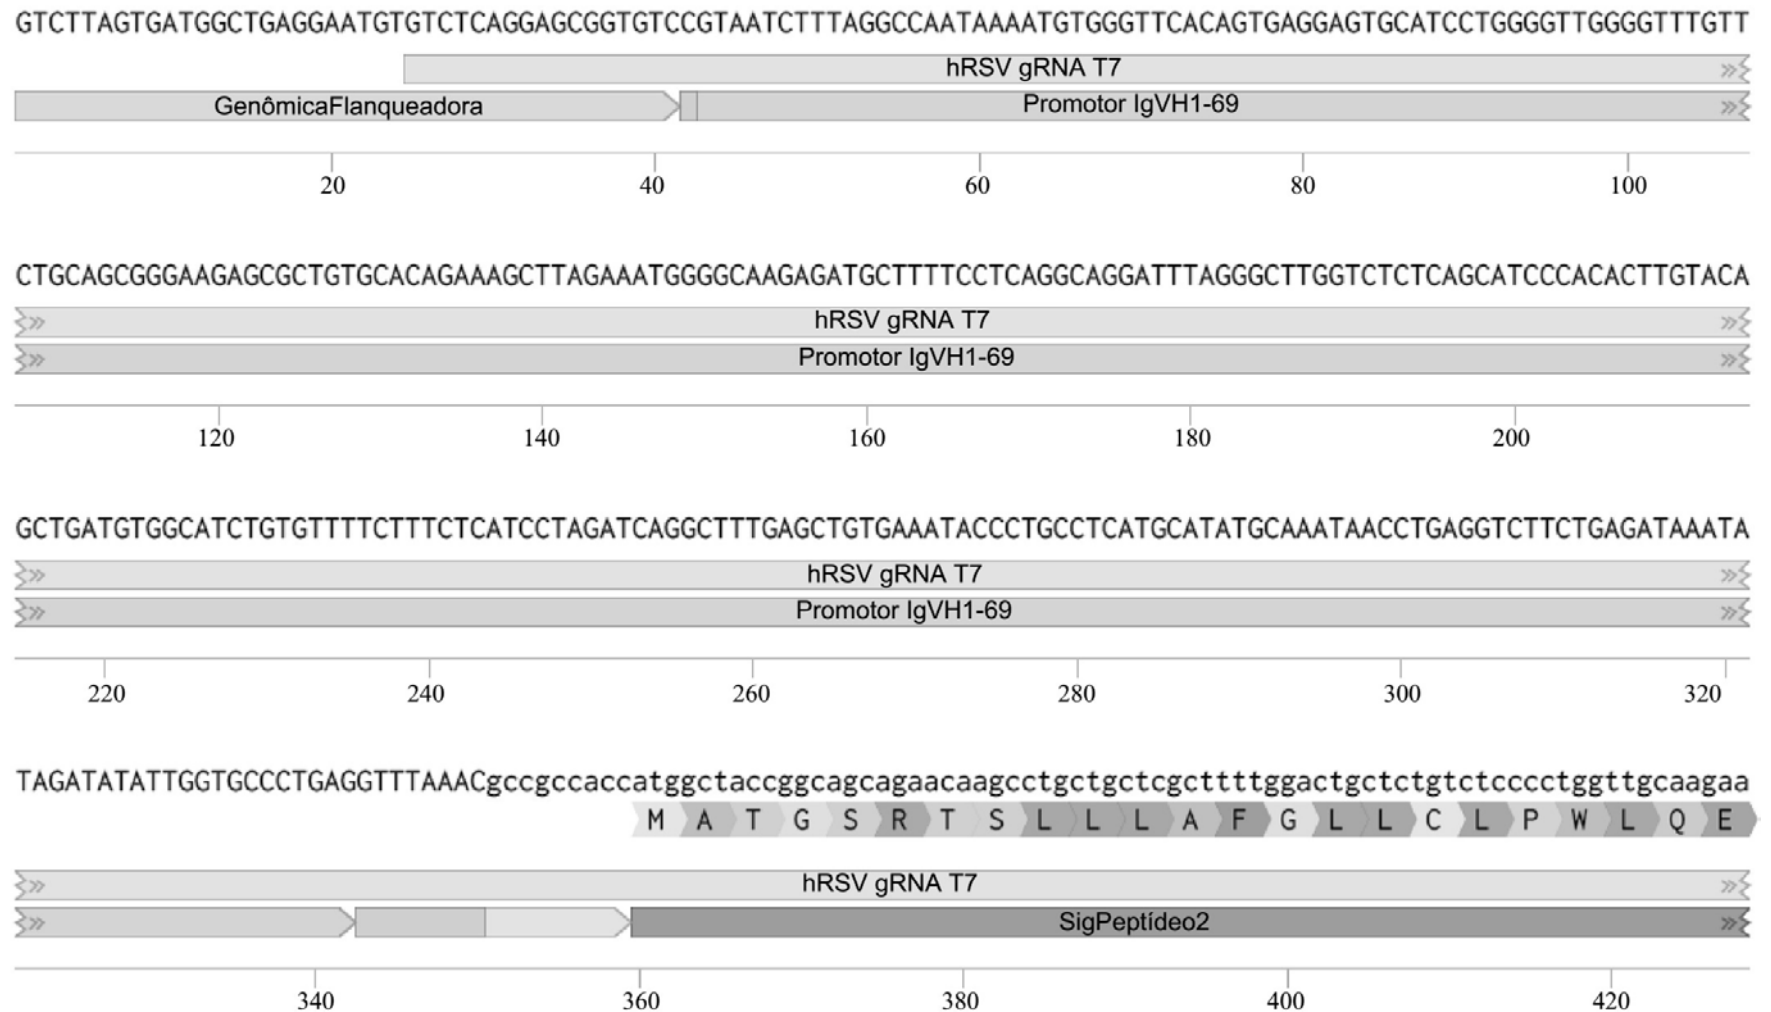 GTCTTAGTGATGGCTGAGGAATGTGTCTCAGGAGCGGTGTCCGTAATCTTTAGGCCAATAAAATGTGGGTTCACAGTGAGGAGTGCATCCTGGGGTTGGGGTTTGTT
hRSV gRNA T7
GenômicaFlanqueadora Promotor IgVH1-69
20 40 60 80 100
CTGCAGCGGGAAGAGCGCTGTGCACAGAAAGCTTAGAAATGGGGCAAGAGATGCTTTTCCTCAGGCAGGATTTAGGGCTTGGTCTCTCAGCATCCCACACTTGTACA
hRSV gRNA T7
Promotor IgVH1-69
120 140 160 180 200
GCTGATGTGGCATCTGTGTTTTCTTTCTCATCCTAGATCAGGCTTTGAGCTGTGAAATACCCTGCCTCATGCATATGCAAATAACCTGAGGTCTTCTGAGATAAATA
hRSV gRNA T7
Promotor IgVH1-69
220 240 260 280 300 320
TAGATATATTGGTGCCCTGAGGTTTAAACgccgccaccatggctaccggcagcagaacaagcctgctgctcgcttttggactgctctgtctcccctggttgcaagaa
M A T G S R T S L L L A F G L L C L P W L Q E
hRSV gRNA T7
SigPeptídeo2
340 360 380 400 420